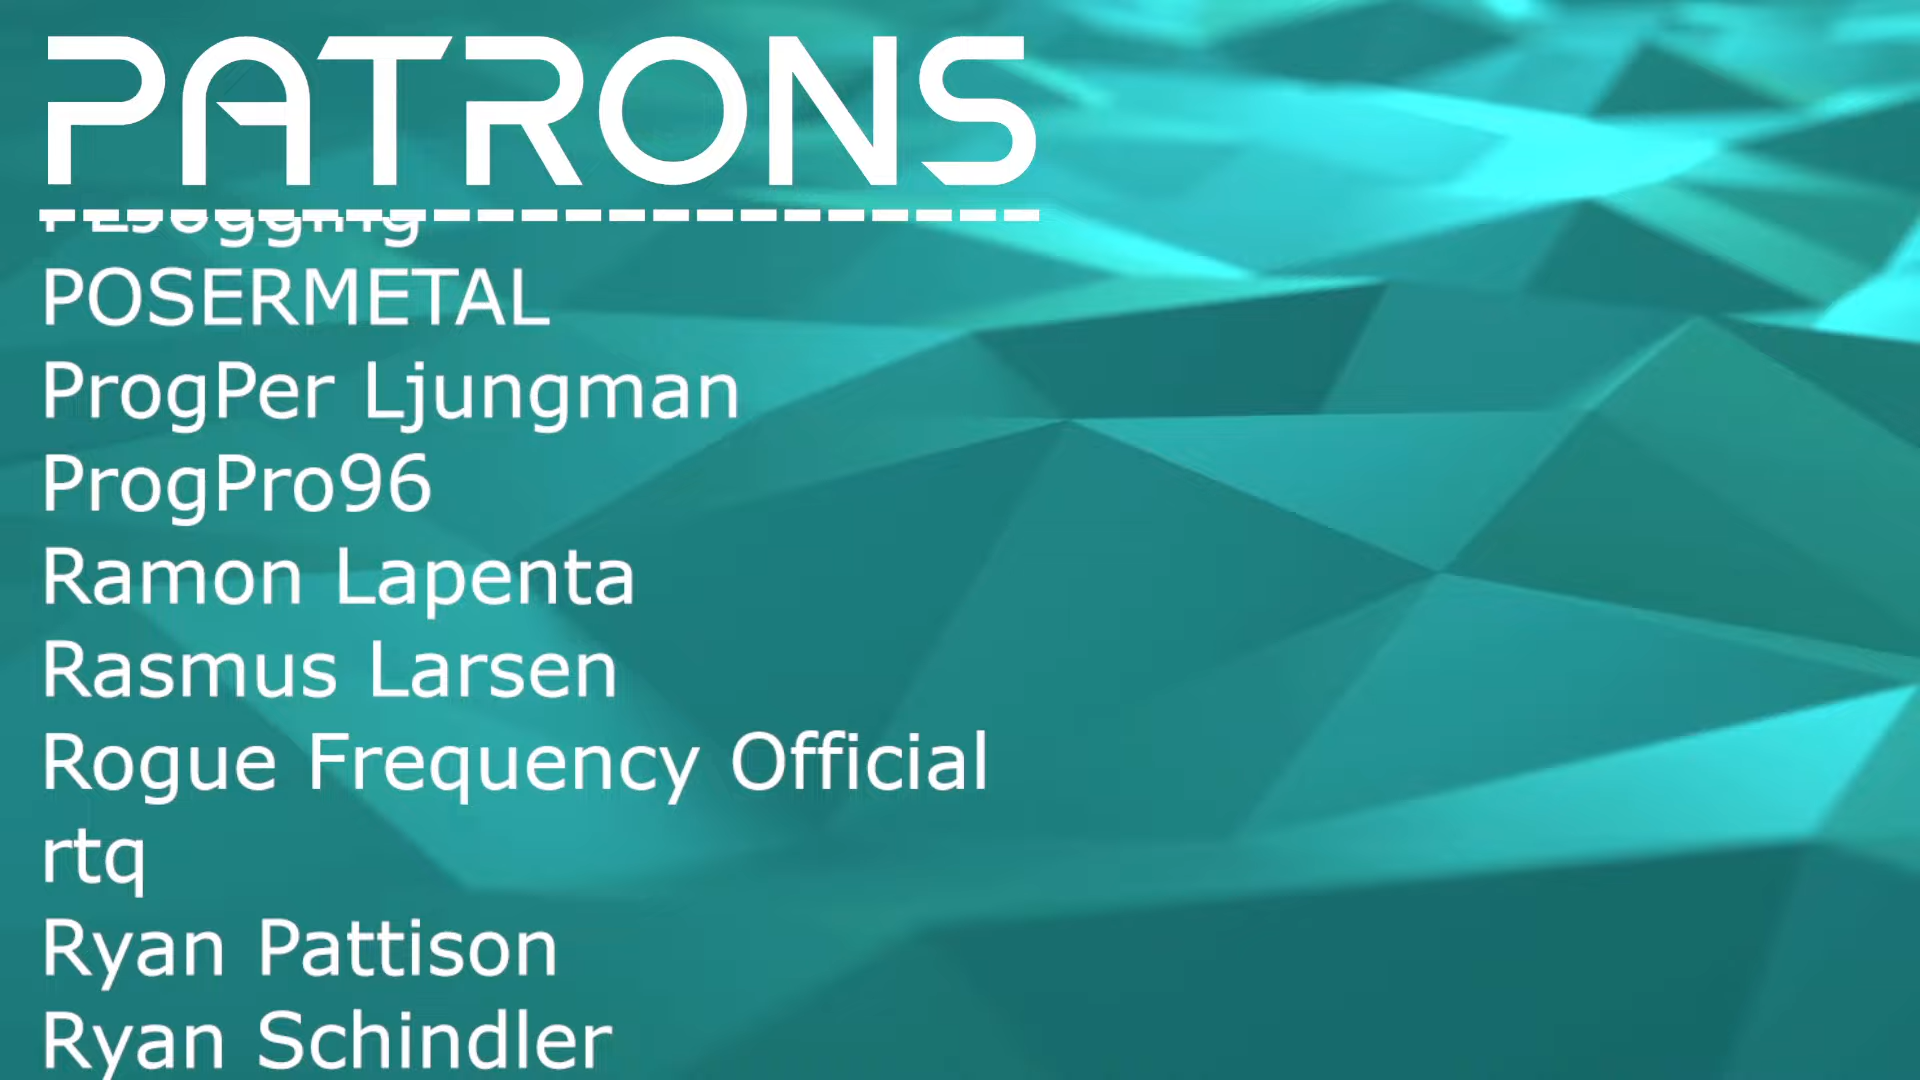 PATRONS
POSERMETAL
ProgPer Ljungman
ProgPro96
Ramon Lapenta
Rasmus Larsen
Rogue Frequency Official
rtq
Ryan Pattison
Ryan Schindler